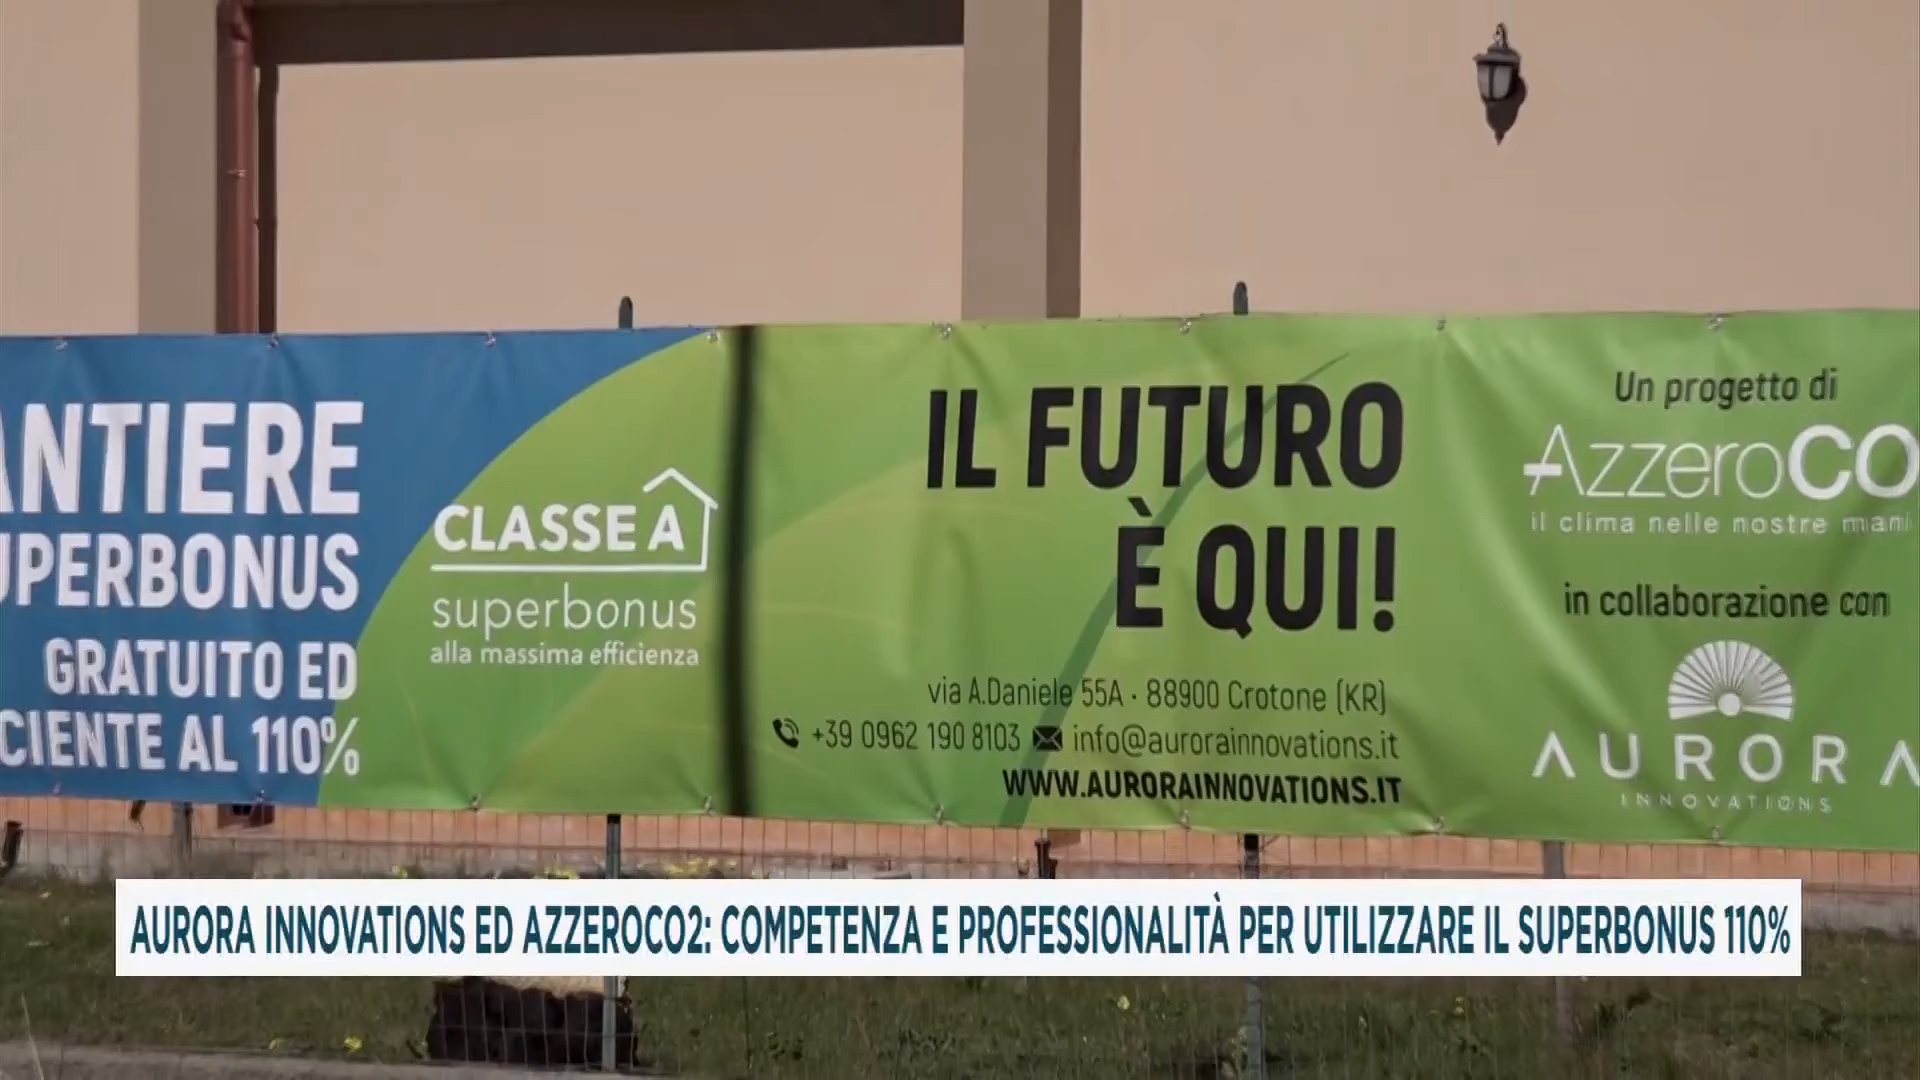 ANTIERE
UPERBONUS
GRATUITO ED
CIENTE AL 110%
CLASSE A
superbonus
alla massima efficienza
IL FUTURO
È QUI!
via A.Daniele 55A · 88900 Crotone (KR)
+39 0962 190 8103 info@aurorainnovations.it
WWW.AURORAINNOVATIONS.IT
Un progetto di
AzzeroCO
il clima nelle nostre mani
in collaborazione con
AURORA
INNOVATIONS
AURORA INNOVATIONS ED AZZEROCO2: COMPETENZA E PROFESSIONALITÀ PER UTILIZZARE IL SUPERBONUS 110%